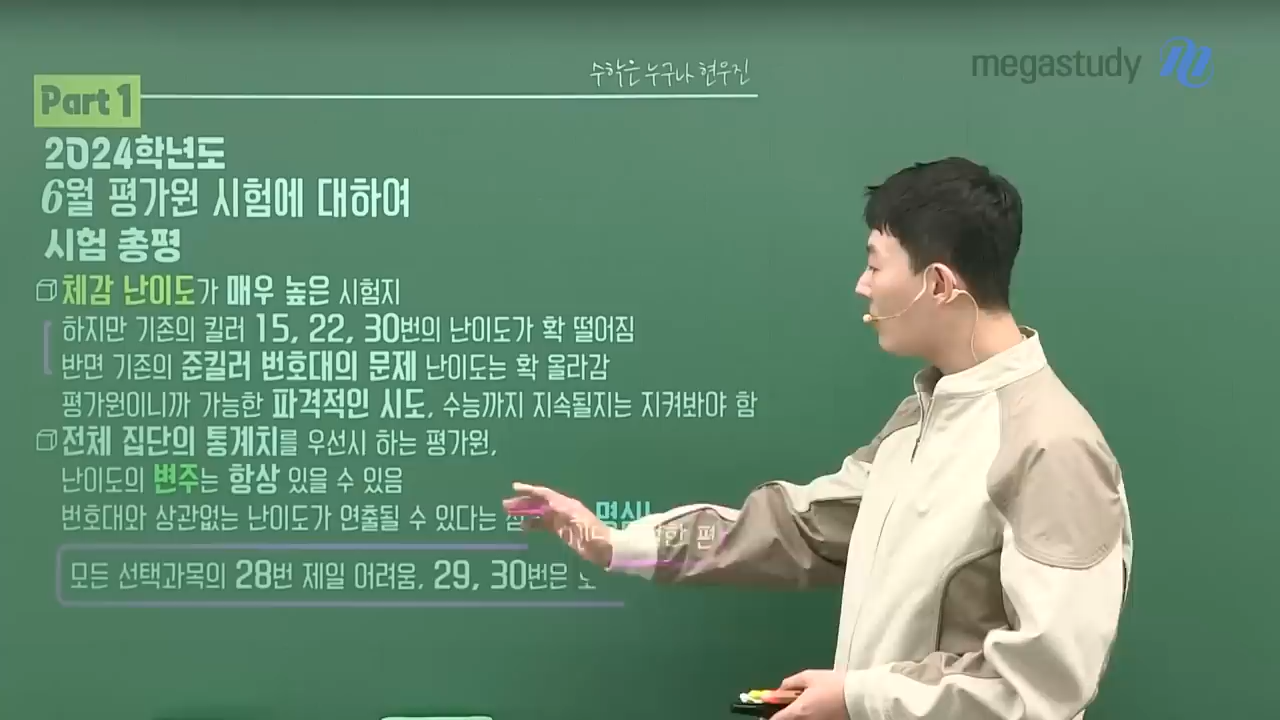 수학은 누구나 현우진
megastudy
Part 1
2024학년도
6월 평가원 시험에 대하여
시험 총평
체감 난이도가 매우 높은 시험지
하지만 기존의 킬러 15, 22, 30번의 난이도가 확 떨어짐
반면 기존의 준킬러 번호대의 문제 난이도는 확 올라감
평가원이니까 가능한 파격적인 시도, 수능까지 지속될지는 지켜봐야 함
전체 집단의 통계치를 우선시 하는 평가원,
난이도의 변주는 항상 있을 수 있음
번호대와 상관없는 난이도가 연출될 수 있다는 명심!
모든 선택과목의 28번 제일 어려움, 29, 30번은 한 편